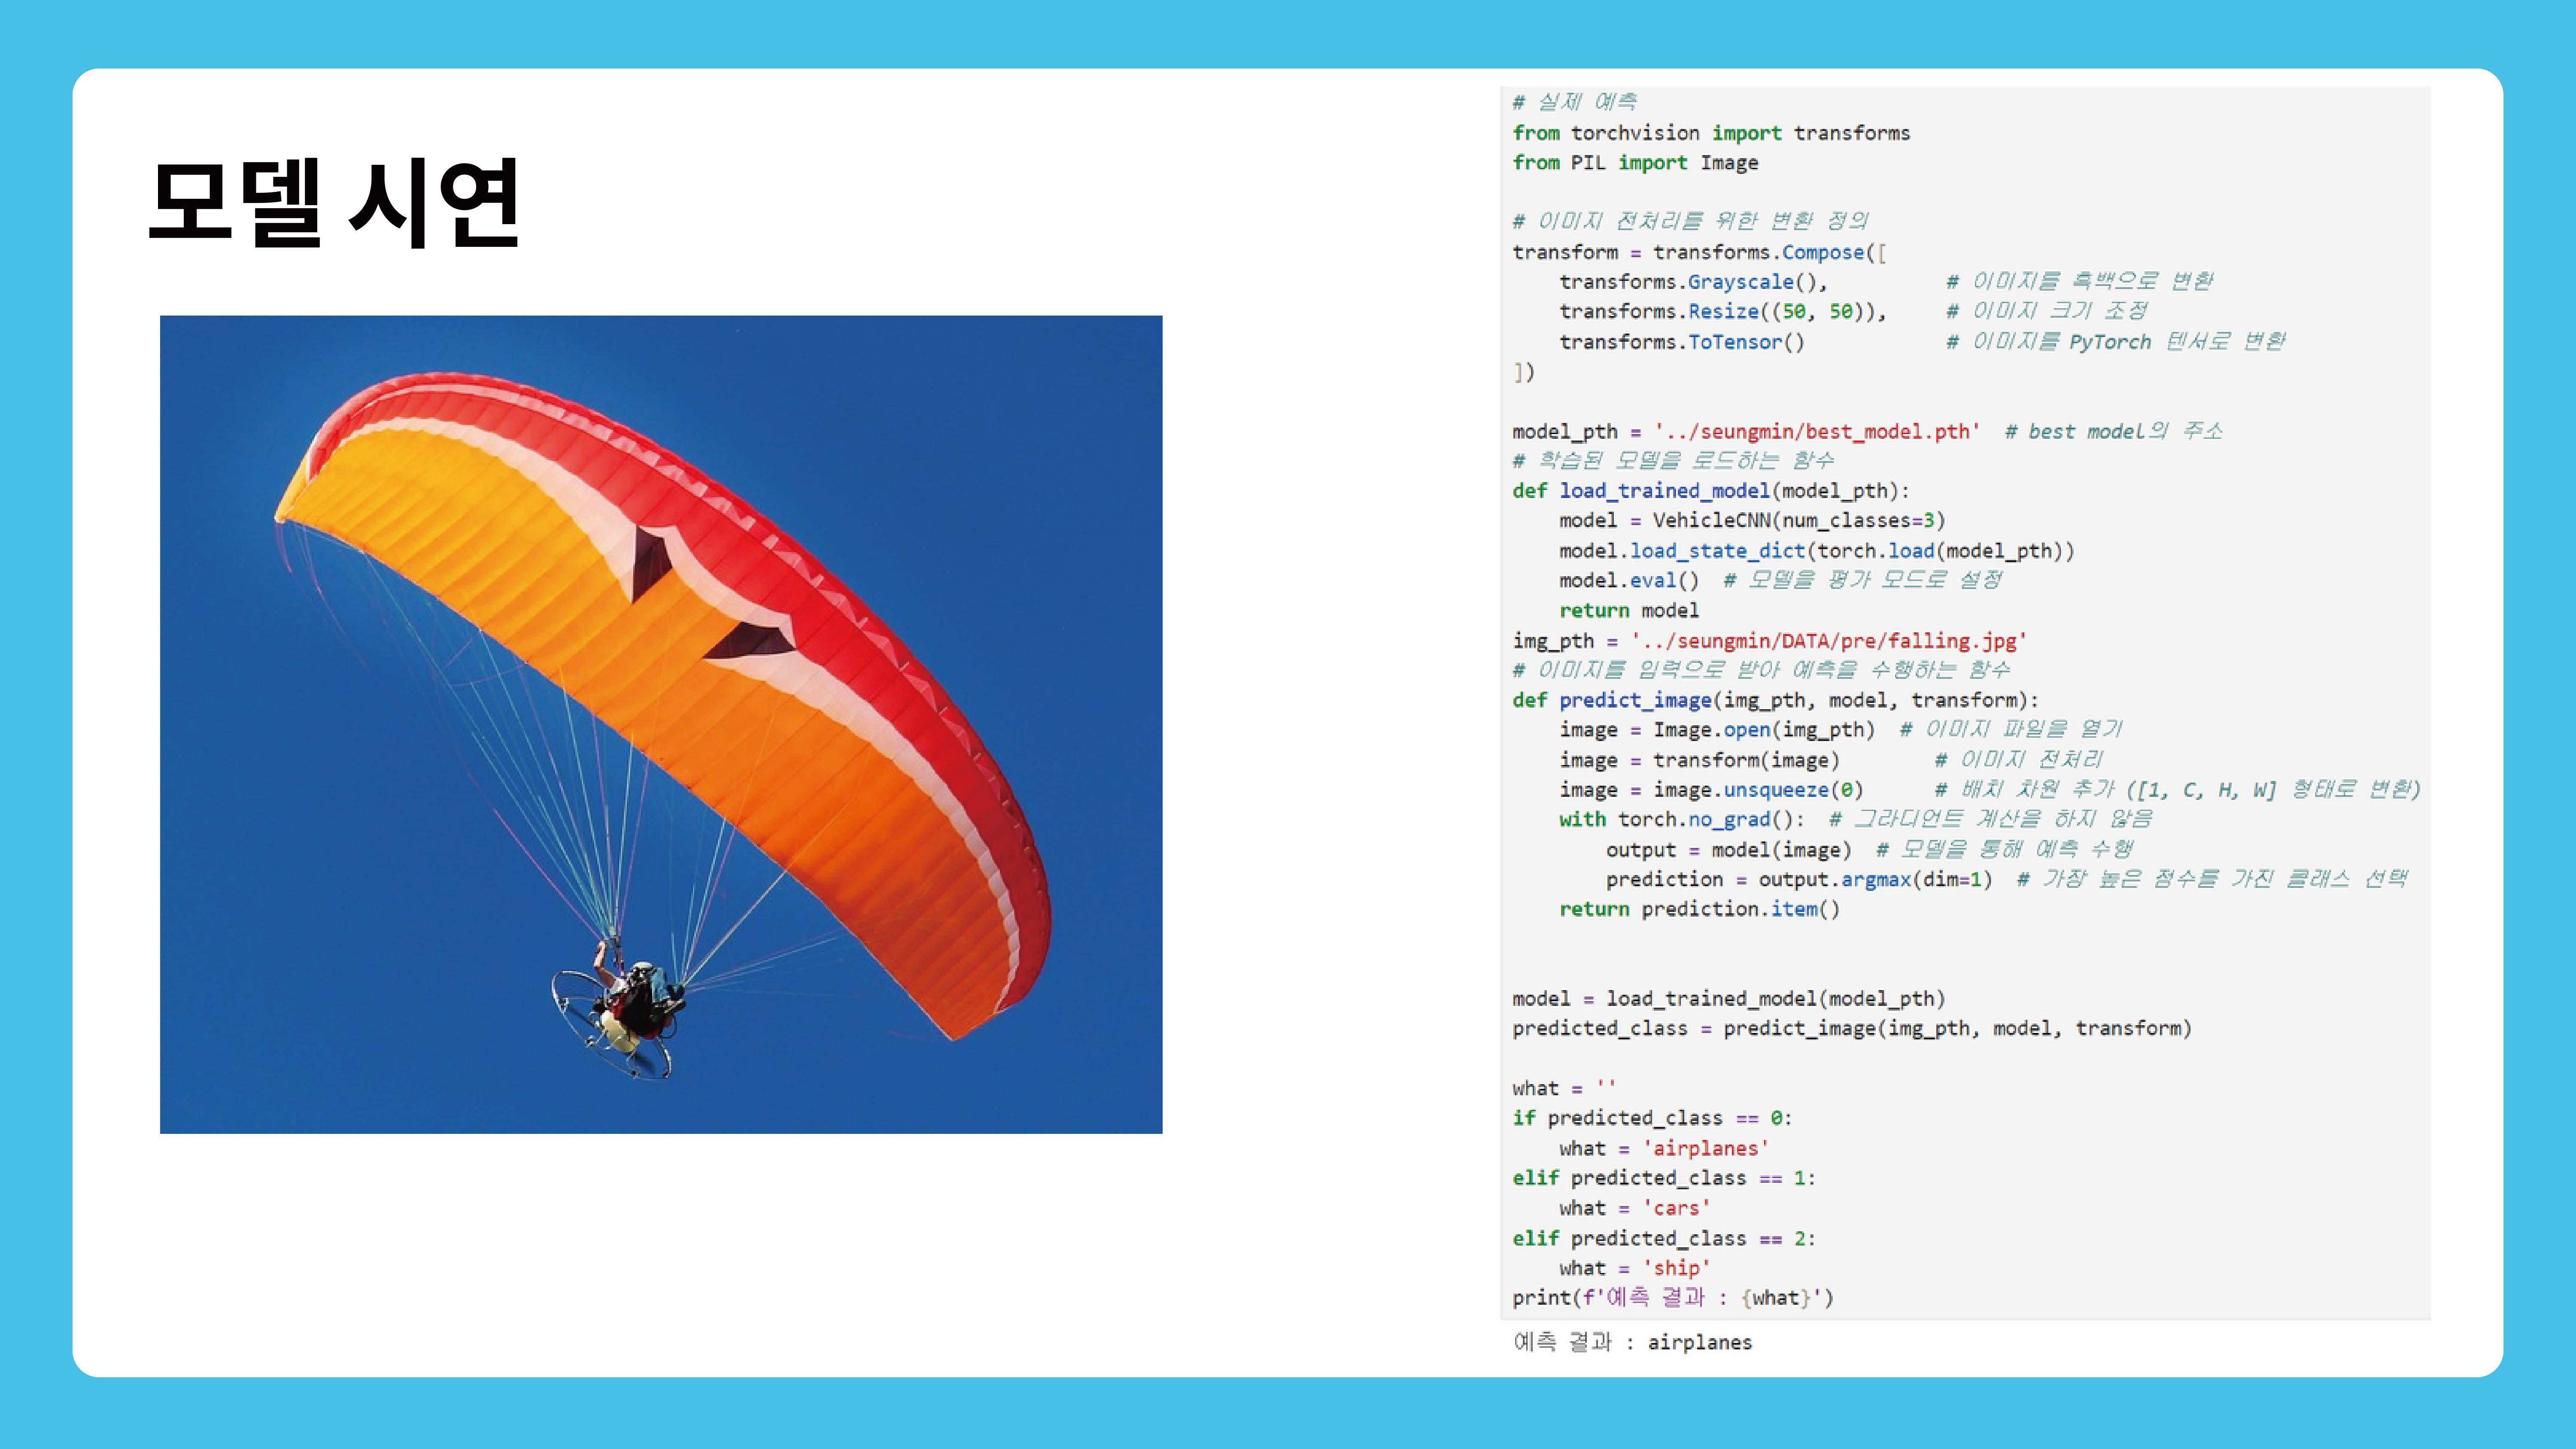 모델 시연
# 실제 예측
from torchvision import transforms
from PIL import Image
# 이미지 전처리를 위한 변환 정의
transform = transforms.Compose([
    transforms.Grayscale(),          # 이미지를 흑백으로 변환
    transforms.Resize((50, 50)),     # 이미지 크기 조정
    transforms.ToTensor()            # 이미지를 PyTorch 텐서로 변환
])
model_pth = '../seungmin/best_model.pth'  # best model의 주소
# 학습된 모델을 로드하는 함수
def load_trained_model(model_pth):
    model = VehicleCNN(num_classes=3)
    model.load_state_dict(torch.load(model_pth))
    model.eval()  # 모델을 평가 모드로 설정
    return model
img_pth = '../seungmin/DATA/pre/falling.jpg'
# 이미지를 입력으로 받아 예측을 수행하는 함수
def predict_image(img_pth, model, transform):
    image = Image.open(img_pth)  # 이미지 파일을 열기
    image = transform(image)        # 이미지 전처리
    image = image.unsqueeze(0)      # 배치 차원 추가 ([1, C, H, W] 형태로 변환)
    with torch.no_grad():  # 그라디언트 계산을 하지 않음
        output = model(image)  # 모델을 통해 예측 수행
        prediction = output.argmax(dim=1)  # 가장 높은 점수를 가진 클래스 선택
    return prediction.item()
model = load_trained_model(model_pth)
predicted_class = predict_image(img_pth, model, transform)
what = ''
if predicted_class == 0:
    what = 'airplanes'
elif predicted_class == 1:
    what = 'cars'
elif predicted_class == 2:
    what = 'ship'
print(f'예측 결과 : {what}')
예측 결과 : airplanes